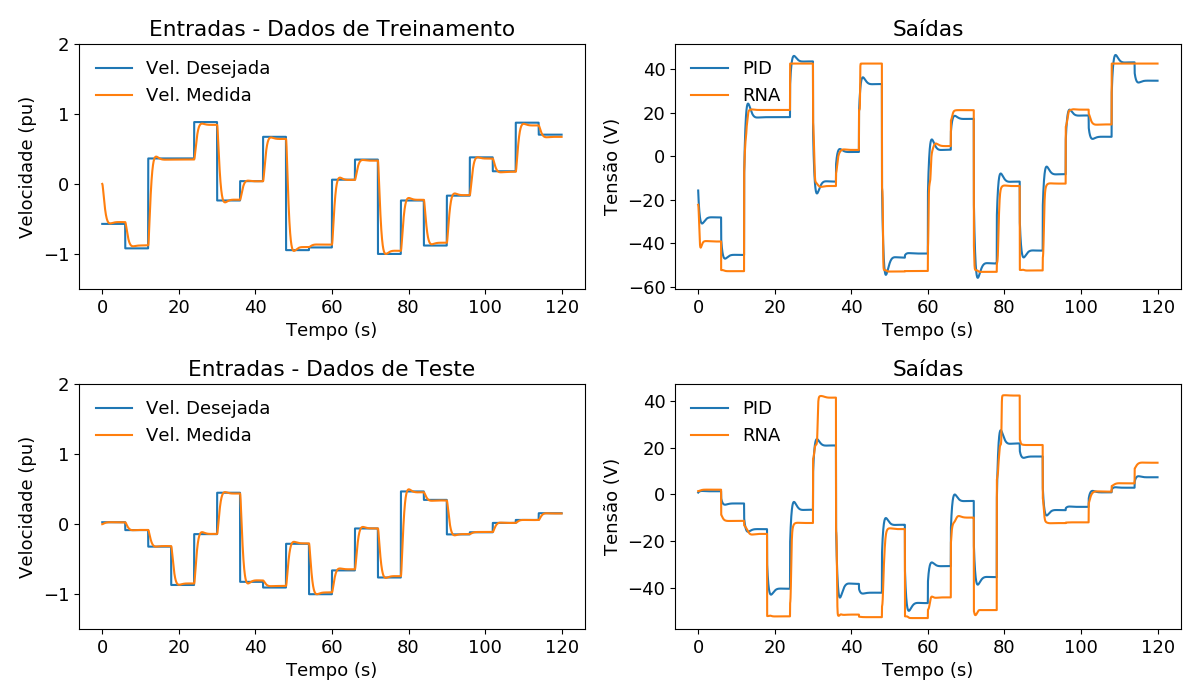 Entradas - Dados de Treinamento
Vel. Desejada
Vel. Medida
Velocidade (pu)
2
1
0
−1
0 20 40 60 80 100 120
Tempo (s)
Saídas
PID
RNA
Tensão (V)
40
20
0
−20
−40
−60
0 20 40 60 80 100 120
Tempo (s)
Entradas - Dados de Teste
Vel. Desejada
Vel. Medida
Velocidade (pu)
2
1
0
−1
0 20 40 60 80 100 120
Tempo (s)
Saídas
PID
RNA
Tensão (V)
40
20
0
−20
−40
0 20 40 60 80 100 120
Tempo (s)